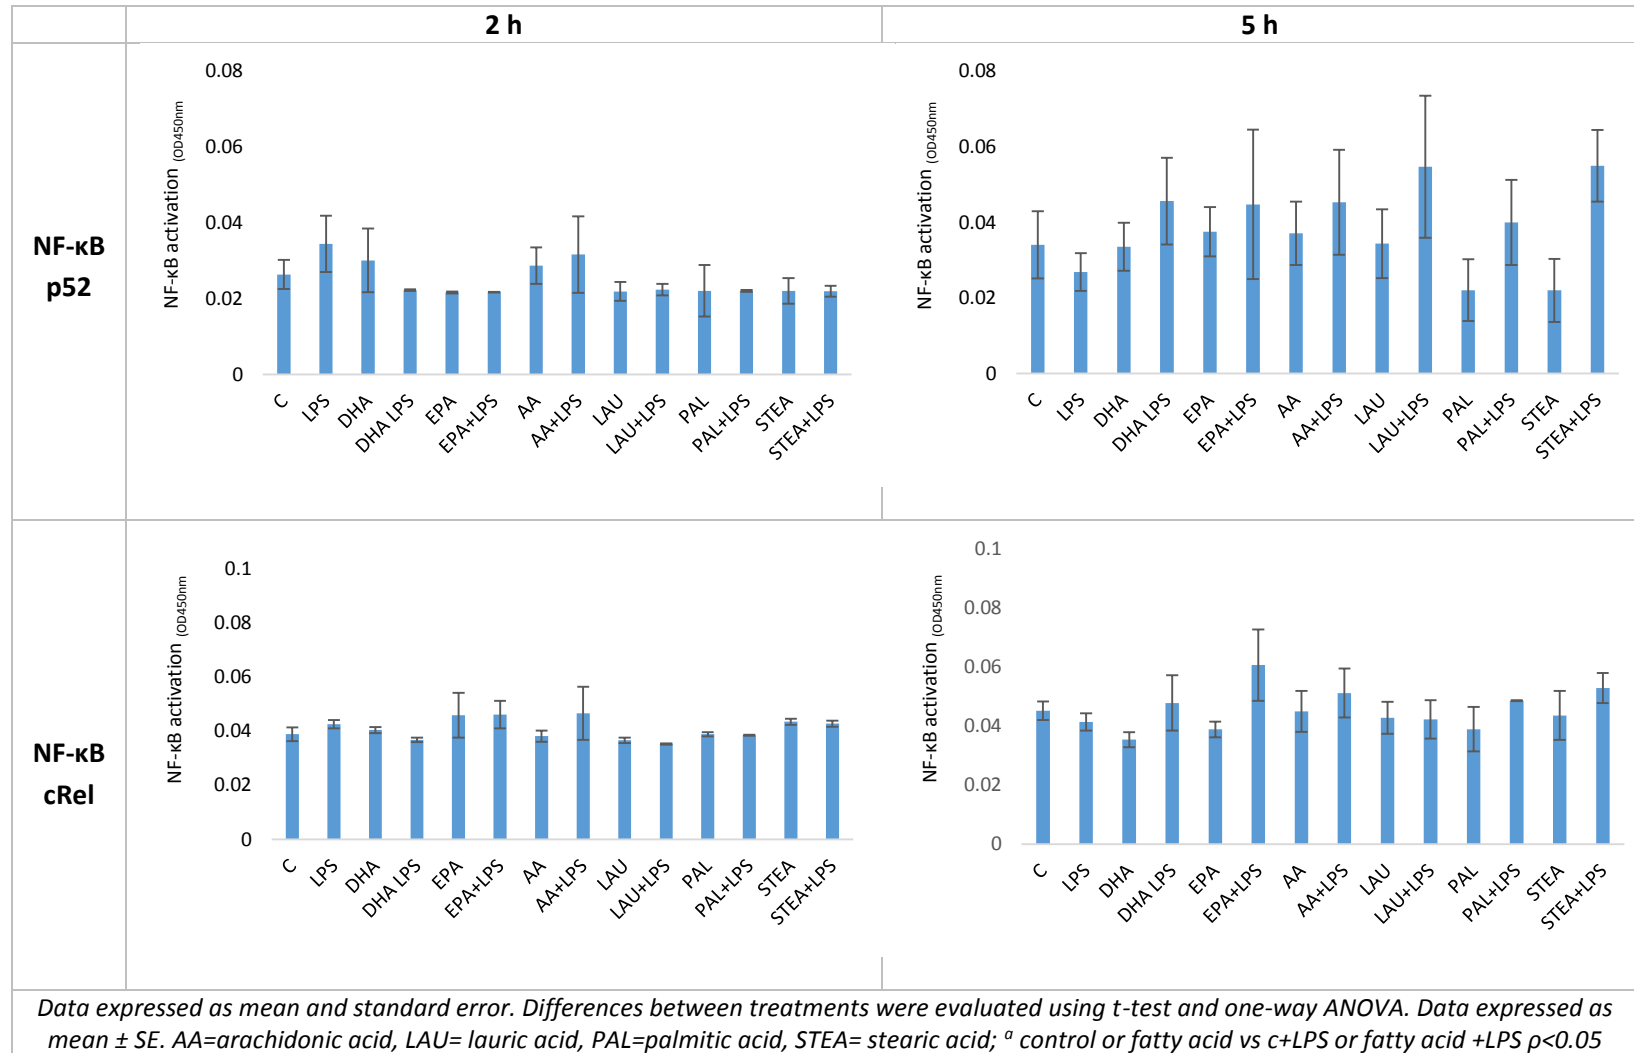 2 h
5 h
NF-κB
p52
NF-κB activation (OD450nm
0.08
0.06
0.04
0.02
0
C
LPS
DHA
DHA LPS
EPA
EPA+LPS
AA
AA+LPS
LAU
LAU+LPS
PAL
PAL+LPS
STEA
STEA+LPS
NF-κB activation (OD450nm
0.08
0.06
0.04
0.02
0
C
LPS
DHA
DHA LPS
EPA
EPA+LPS
AA
AA+LPS
LAU
LAU+LPS
PAL
PAL+LPS
STEA
STEA+LPS
NF-κB
cRel
NF-κB activation (OD450nm
0.1
0.08
0.06
0.04
0.02
0
C
LPS
DHA
DHA LPS
EPA
EPA+LPS
AA
AA+LPS
LAU
LAU+LPS
PAL
PAL+LPS
STEA
STEA+LPS
NF-κB activation (OD450nm
0.1
0.08
0.06
0.04
0.02
0
C
LPS
DHA
DHA LPS
EPA
EPA+LPS
AA
AA+LPS
LAU
LAU+LPS
PAL
PAL+LPS
STEA
STEA+LPS
Data expressed as mean and standard error. Differences between treatments were evaluated using t-test and one-way ANOVA. Data expressed as
mean ± SE. AA=arachidonic acid, LAU= lauric acid, PAL=palmitic acid, STEA= stearic acid; ᵃ control or fatty acid vs c+LPS or fatty acid +LPS ρ<0.05